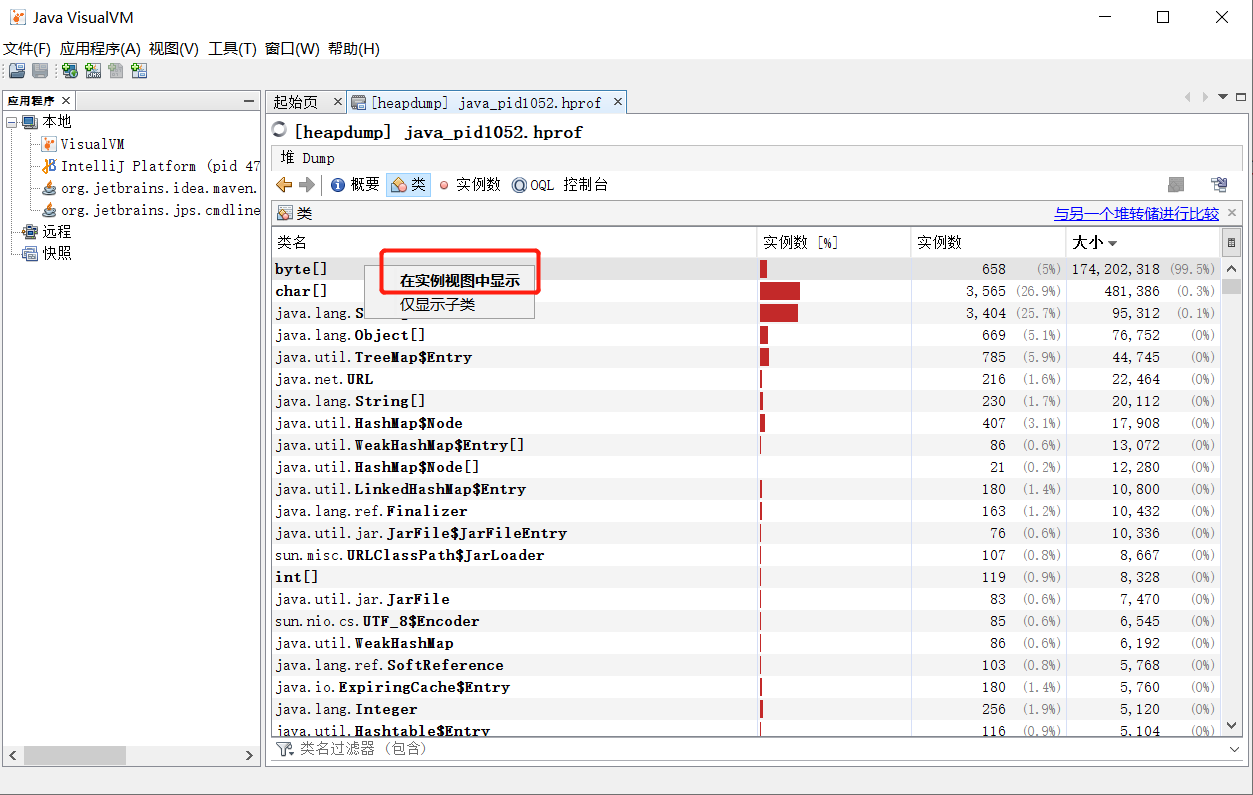 Java VisualVM
文件(F) 应用程序(A) 视图(V) 工具(T) 窗口(W) 帮助(H)
应用程序
本地
VisualVM
IntelliJ Platform (pid 47
org.jetbrains.idea.maven.
org.jetbrains.jps.cmdline
远程
快照
起始页 [heapdump] java_pid1052.hprof
[heapdump] java_pid1052.hprof
堆 Dump
概要 类 实例数 OQL 控制台
类 与另一个堆转储进行比较
类名 实例数 [%] 实例数 大小
byte[] 658 (5%) 174,202,318 (99.5%)
在实例视图中显示
char[] 3,565 (26.9%) 481,386 (0.3%)
仅显示子类
java.lang.S 3,404 (25.7%) 95,312 (0.1%)
java.lang.Object[] 669 (5.1%) 76,752 (0%)
java.util.TreeMap$Entry 785 (5.9%) 44,745 (0%)
java.net.URL 216 (1.6%) 22,464 (0%)
java.lang.String[] 230 (1.7%) 20,112 (0%)
java.util.HashMap$Node 407 (3.1%) 17,908 (0%)
java.util.WeakHashMap$Entry[] 86 (0.6%) 13,072 (0%)
java.util.HashMap$Node[] 21 (0.2%) 12,280 (0%)
java.util.LinkedHashMap$Entry 180 (1.4%) 10,800 (0%)
java.lang.ref.Finalizer 163 (1.2%) 10,432 (0%)
java.util.jar.JarFile$JarFileEntry 76 (0.6%) 10,336 (0%)
sun.misc.URLClassPath$JarLoader 107 (0.8%) 8,667 (0%)
int[] 119 (0.9%) 8,328 (0%)
java.util.jar.JarFile 83 (0.6%) 7,470 (0%)
sun.nio.cs.UTF_8$Encoder 85 (0.6%) 6,545 (0%)
java.util.WeakHashMap 86 (0.6%) 6,192 (0%)
java.lang.ref.SoftReference 103 (0.8%) 5,768 (0%)
java.io.ExpiringCache$Entry 180 (1.4%) 5,760 (0%)
java.lang.Integer 256 (1.9%) 5,120 (0%)
java.util.Hashtable$Entry 116 (0.9%) 5,104 (0%)
类名过滤器 (包含)